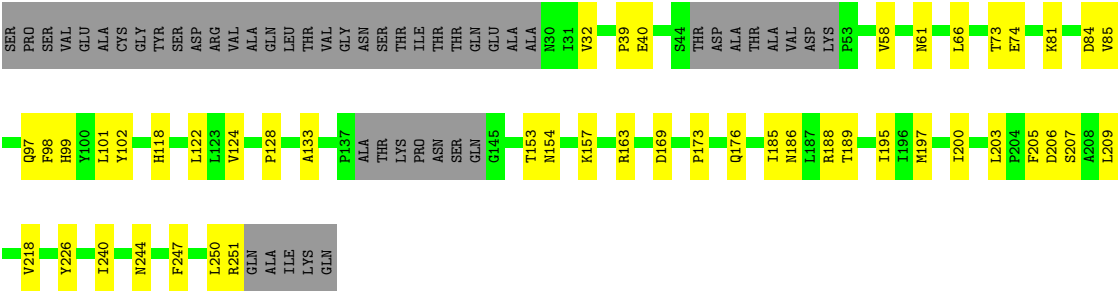 SER PRO SER VAL GLU ALA CYS GLY TYR SER ASP ARG VAL ALA GLN LEU THR VAL GLY ASN SER THR ILE THR THR GLN GLU ALA ALA N30 I31 V32 P39 E40 S44 THR ASP ALA THR ALA VAL ASP LYS P53 V58 N61 L66 T73 E74 K81 D84 V85
Q97 F98 H99 Y100 L101 Y102 H118 L122 L123 V124 P128 A133 P137 ALA THR LYS PRO ASN SER GLN G145 T153 N154 K157 R163 D169 P173 Q176 I185 N186 L187 R188 T189 I195 I196 M197 I200 L203 P204 F205 D206 S207 A208 L209
V218 Y226 I240 N244 F247 L250 R251 GLN ALA ILE LYS GLN